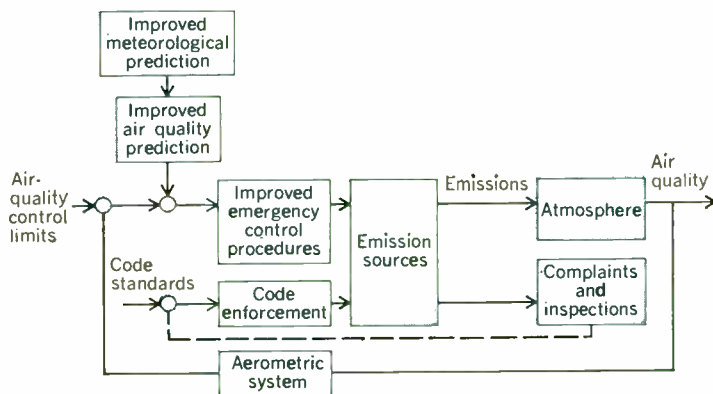 Improved
meteorological
prediction
Improved
air quality
prediction
Air-
quality
control
limits
Improved
emergency
control
procedures
Emission
sources
Emissions
Atmosphere
Air
quality
Code
standards
Code
enforcement
Complaints
and
inspections
Aerometric
system